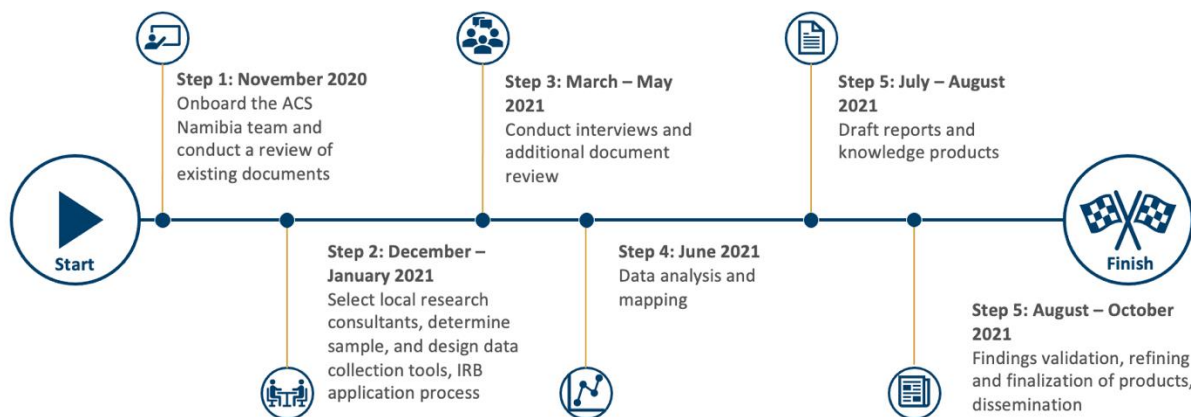 Start
Step 1: November 2020
Onboard the ACS
Namibia team and
conduct a review of
existing documents
Step 2: December –
January 2021
Select local research
consultants, determine
sample, and design data
collection tools, IRB
application process
Step 3: March – May
2021
Conduct interviews and
additional document
review
Step 4: June 2021
Data analysis and
mapping
Step 5: July – August
2021
Draft reports and
knowledge products
Step 5: August – October
2021
Findings validation, refining
and finalization of products,
dissemination
Finish